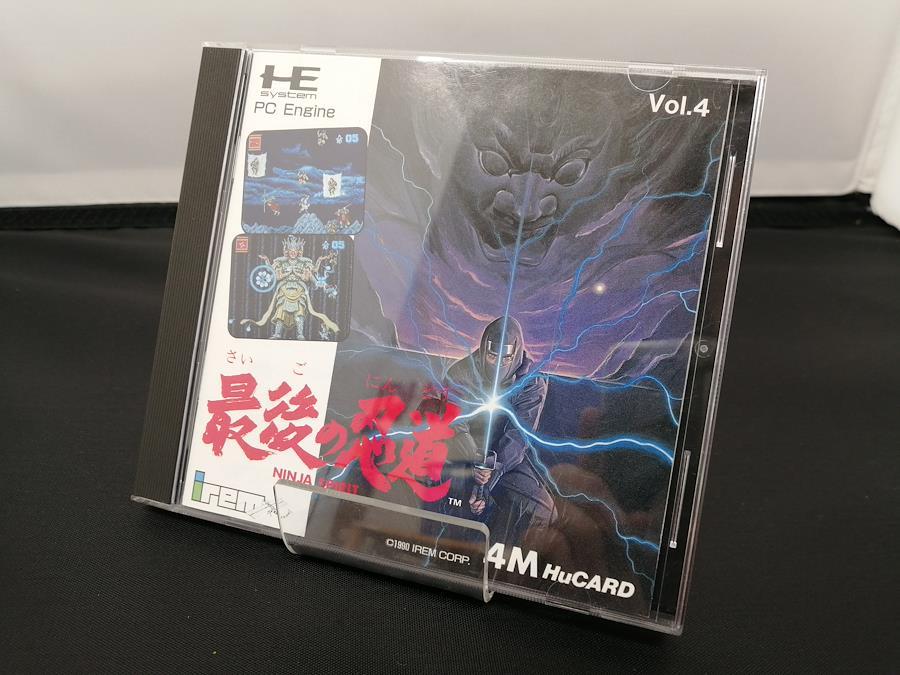 HE
system
PC Engine
Vol.4
05
05
さい ご
にん どう
最後の忍道
NINJA SPIRIT
TM
irem
©1990 IREM CORP.
4M HuCARD